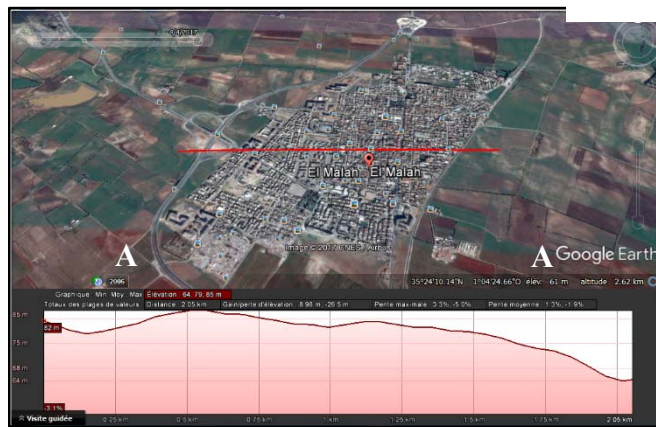 9/4/2017
El Malah El Malah
Image © 2017 CNES / Airbus
A A Google Earth
2006 35°24'10.14"N 1°04'24.66"O élev. 61 m altitude 2.62 km
Graphique Min Moy Max Élévation 64, 79, 85 m
Totaux des plages de valeurs Distance: 2.05 km Gain/perte d'élévation: 8.98 m, -26.5 m Pente maximale: 3.3%, -5.0% Pente moyenne: 1.3%, -1.9%
85 m
82 m
75 m
68 m
64 m
-3.1%
Visite guidée 0.25 km 0.5 km 0.75 km 1 km 1.25 km 1.5 km 1.75 km 2.05 km